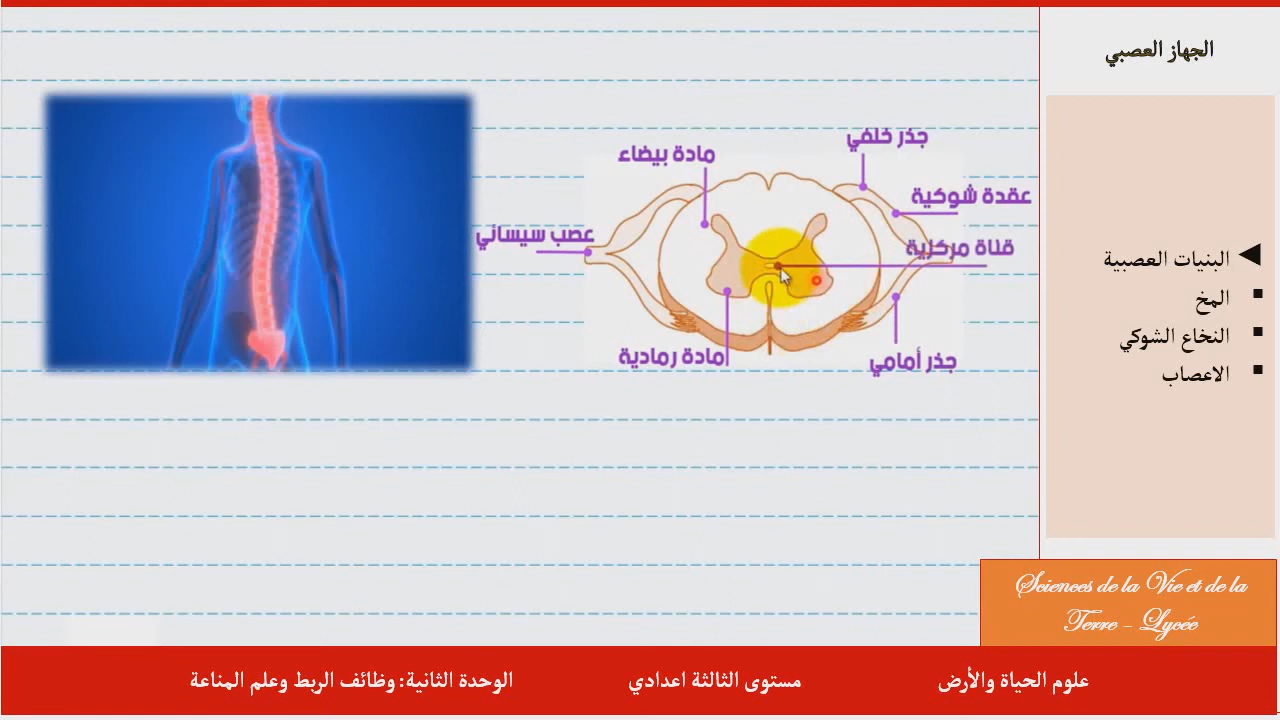 الجهاز العصبي
جذر خلفي
مادة بيضاء
عقدة شوكية
عصب سيساني
قناة مركزية
مادة رمادية
جذر أمامي
البنيات العصبية
المخ
النخاع الشوكي
الاعصاب
Sciences de la Vie et de la
Terre – Lycée
علوم الحياة والأرض
مستوى الثالثة اعدادي
الوحدة الثانية: وظائف الربط وعلم المناعة